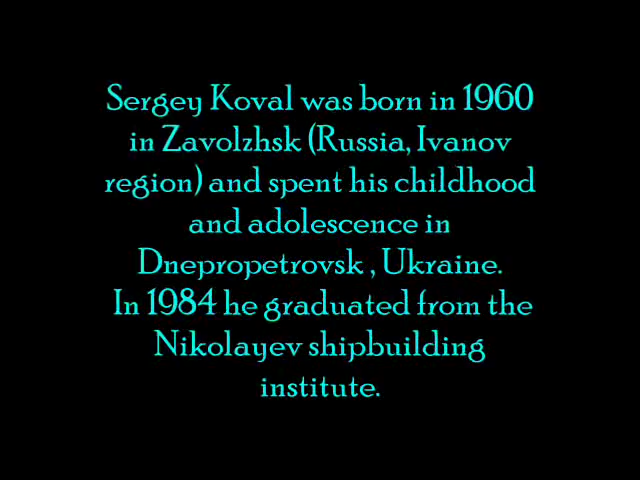 Sergey Koval was born in 1960
in Zavolzhsk (Russia, Ivanov
region) and spent his childhood
and adolescence in
Dnepropetrovsk , Ukraine.
In 1984 he graduated from the
Nikolayev shipbuilding
institute.